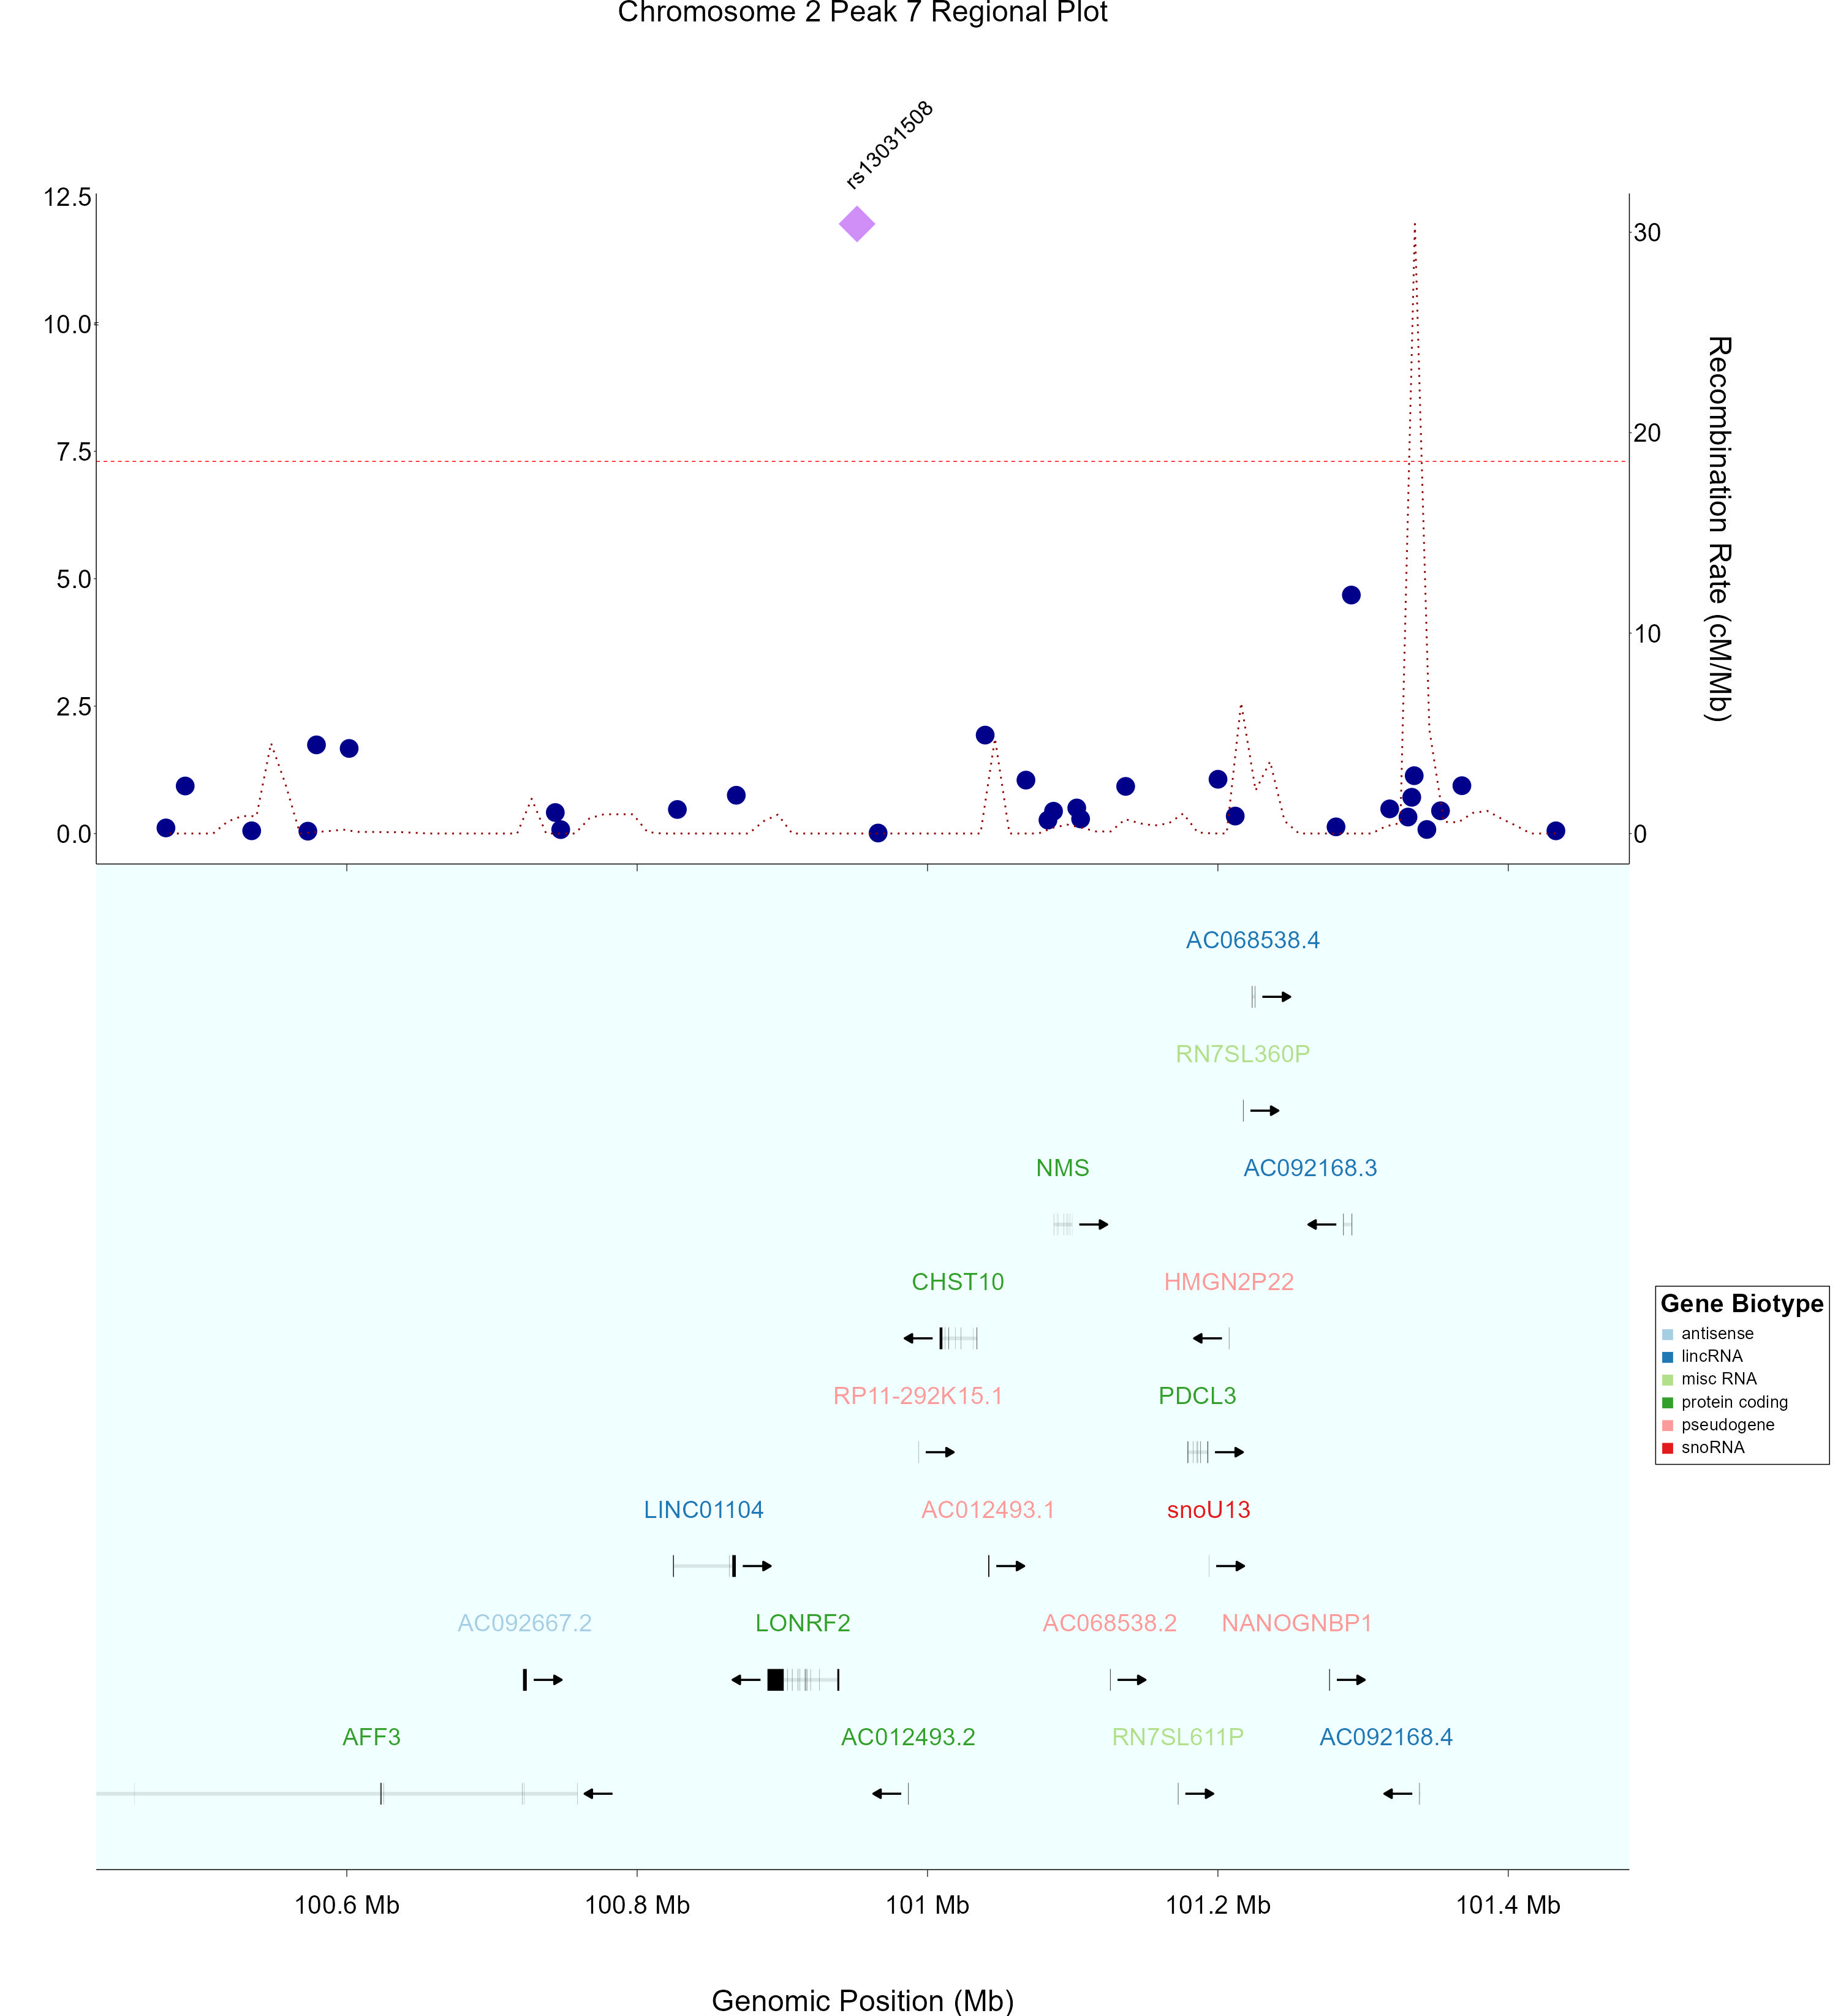 Chromosome 2 Peak 7 Regional Plot
rs13031508
12.5
10.0
7.5
5.0
2.5
0.0
30
20
10
0
Recombination Rate (cM/Mb)
AC068538.4
RN7SL360P
NMS
AC092168.3
CHST10
HMGN2P22
RP11-292K15.1
PDCL3
LINC01104
AC012493.1
snoU13
AC092667.2
LONRF2
AC068538.2
NANOGNBP1
AFF3
AC012493.2
RN7SL611P
AC092168.4
Gene Biotype
antisense
lincRNA
misc RNA
protein coding
pseudogene
snoRNA
100.6 Mb
100.8 Mb
101 Mb
101.2 Mb
101.4 Mb
Genomic Position (Mb)